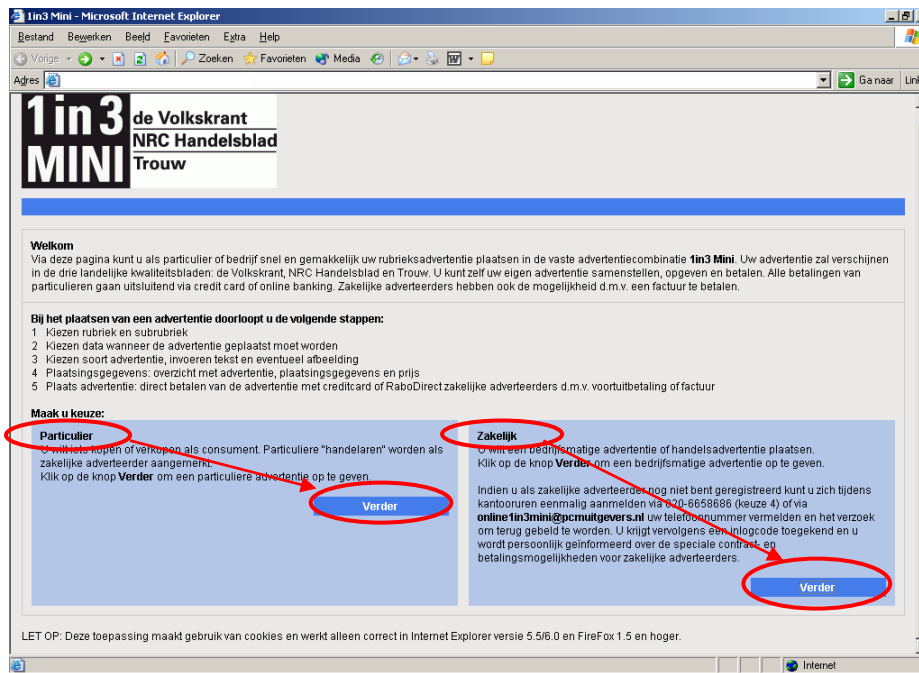 1in3 Mini - Microsoft Internet Explorer
Bestand Bewerken Beeld Favorieten Extra Help
Vorige Zoeken Favorieten Media
Adres Ga naar
1in3 MINI
de Volkskrant
NRC Handelsblad
Trouw
Welkom
Via deze pagina kunt u als particulier of bedrijf snel en gemakkelijk uw rubrieksadvertentie plaatsen in de vaste advertentiecombinatie 1in3 Mini. Uw advertentie zal verschijnen
in de drie landelijke kwaliteitsbladen: de Volkskrant, NRC Handelsblad en Trouw. U kunt zelf uw eigen advertentie samenstellen, opgeven en betalen. Alle betalingen van
particulieren gaan uitsluitend via credit card of online banking. Zakelijke adverteerders hebben ook de mogelijkheid d.m.v. een factuur te betalen.
Bij het plaatsen van een advertentie doorloopt u de volgende stappen:
1 Kiezen rubriek en subrubriek
2 Kiezen data wanneer de advertentie geplaatst moet worden
3 Kiezen soort advertentie, invoeren tekst en eventueel afbeelding
4 Plaatsingsgegevens: overzicht met advertentie, plaatsingsgegevens en prijs
5 Plaats advertentie: direct betalen van de advertentie met creditcard of RaboDirect zakelijke adverteerders d.m.v. voortuitbetaling of factuur
Maak u keuze:
Particulier
U wilt iets kopen of verkopen als consument. Particuliere "handelaren" worden als
zakelijke adverteerder aangemerkt.
Klik op de knop Verder om een particuliere advertentie op te geven.
Verder
Zakelijk
U wilt een bedrijfsmatige advertentie of handelsadvertentie plaatsen.
Klik op de knop Verder om een bedrijfsmatige advertentie op te geven.
Indien u als zakelijke adverteerder nog niet bent geregistreerd kunt u zich tijdens
kantooruren eenmalig aanmelden via 020-6658686 (keuze 4) of via
online1in3mini@pcmuitgevers.nl uw telefoonnummer vermelden en het verzoek
om terug gebeld te worden. U krijgt vervolgens een inlogcode toegekend en u
wordt persoonlijk geïnformeerd over de speciale contract- en
betalingsmogelijkheden voor zakelijke adverteerders.
Verder
LET OP: Deze toepassing maakt gebruik van cookies en werkt alleen correct in Internet Explorer versie 5.5/6.0 en FireFox 1.5 en hoger.
Internet